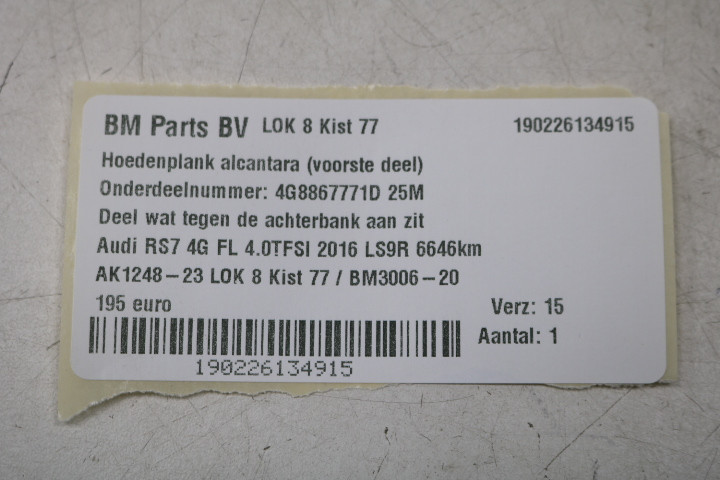 BM Parts BV LOK 8 Kist 77 190226134915
Hoedenplank alcantara (voorste deel)
Onderdeelnummer: 4G8867771D 25M
Deel wat tegen de achterbank aan zit
Audi RS7 4G FL 4.0TFSI 2016 LS9R 6646km
AK1248-23 LOK 8 Kist 77 / BM3006-20
195 euro Verz: 15
Aantal: 1
190226134915